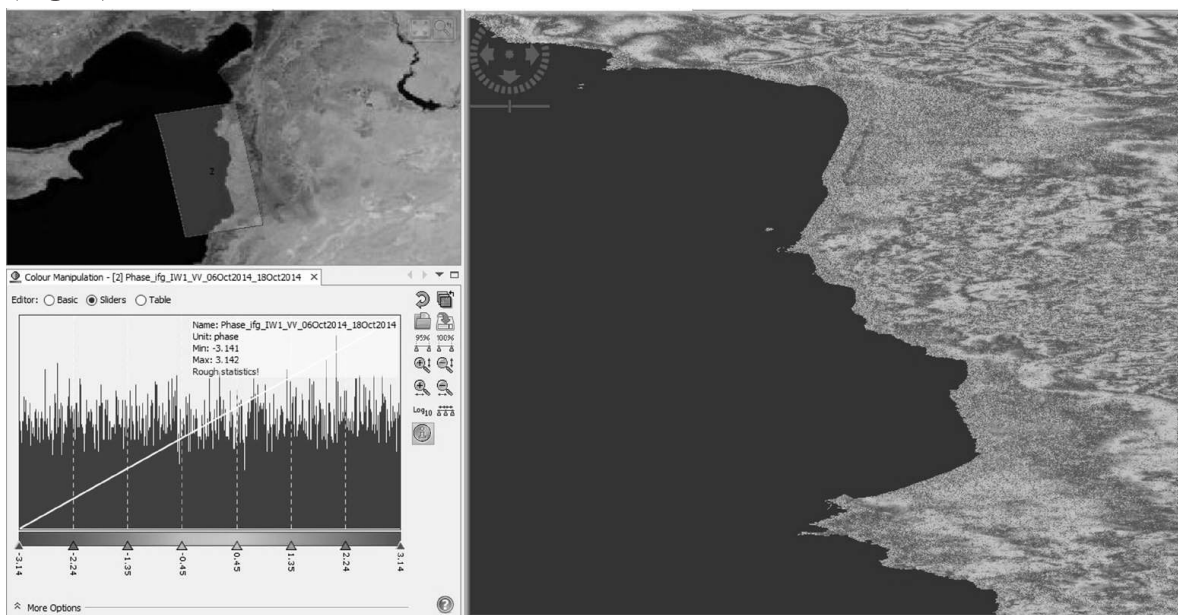 2
Colour Manipulation - [2] Phase_ifg_IW1_VV_06Oct2014_18Oct2014 ×
Editor: Basic Sliders Table
Name: Phase_ifg_IW1_VV_06Oct2014_18Oct2014
Unit: phase
Min: -3.141
Max: 3.142
Rough statistics!
95% 100%
Log10
-3.14 -2.24 -1.35 -0.45 0.45 1.35 2.24 3.14
More Options